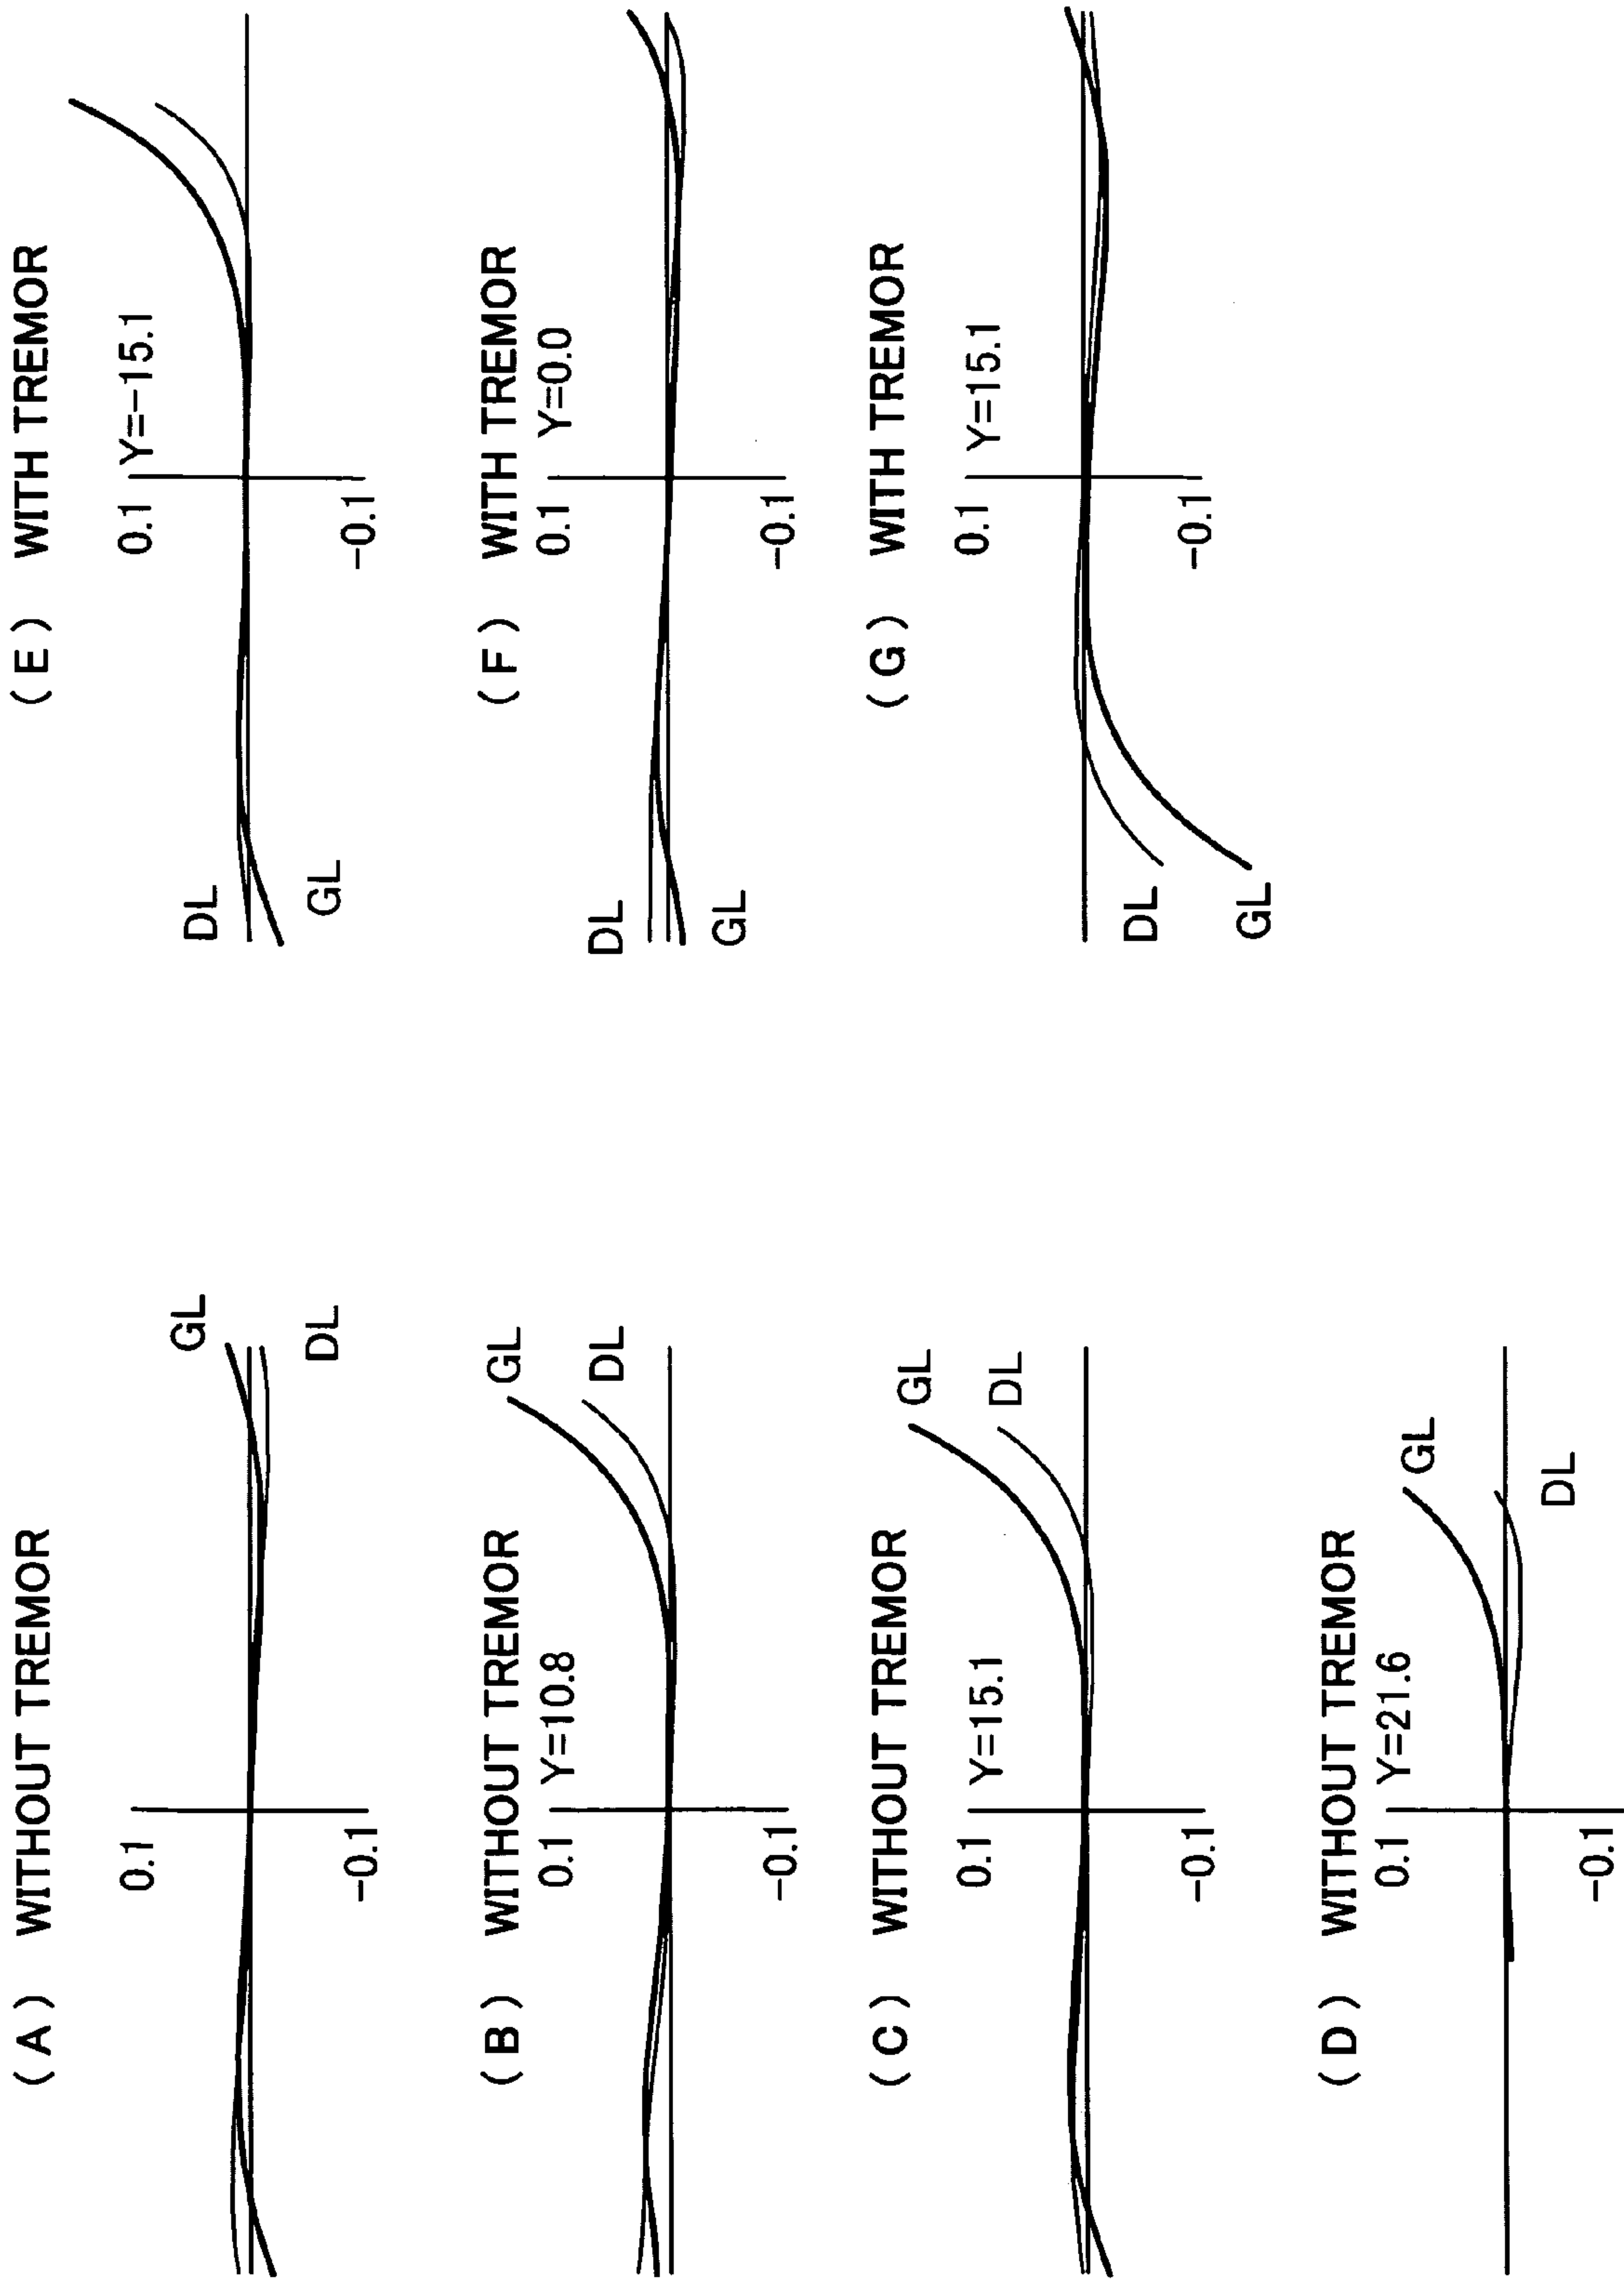 ( A ) WITHOUT TREMOR
0.1
-0.1
GL
DL
( B ) WITHOUT TREMOR
0.1
Y=10.8
-0.1
GL
DL
( C ) WITHOUT TREMOR
0.1
Y=15.1
-0.1
GL
DL
( D ) WITHOUT TREMOR
0.1
Y=21.6
-0.1
GL
DL
( E ) WITH TREMOR
0.1
Y=-15.1
-0.1
DL
GL
( F ) WITH TREMOR
0.1
Y=0.0
-0.1
DL
GL
( G ) WITH TREMOR
0.1
Y=15.1
-0.1
DL
GL